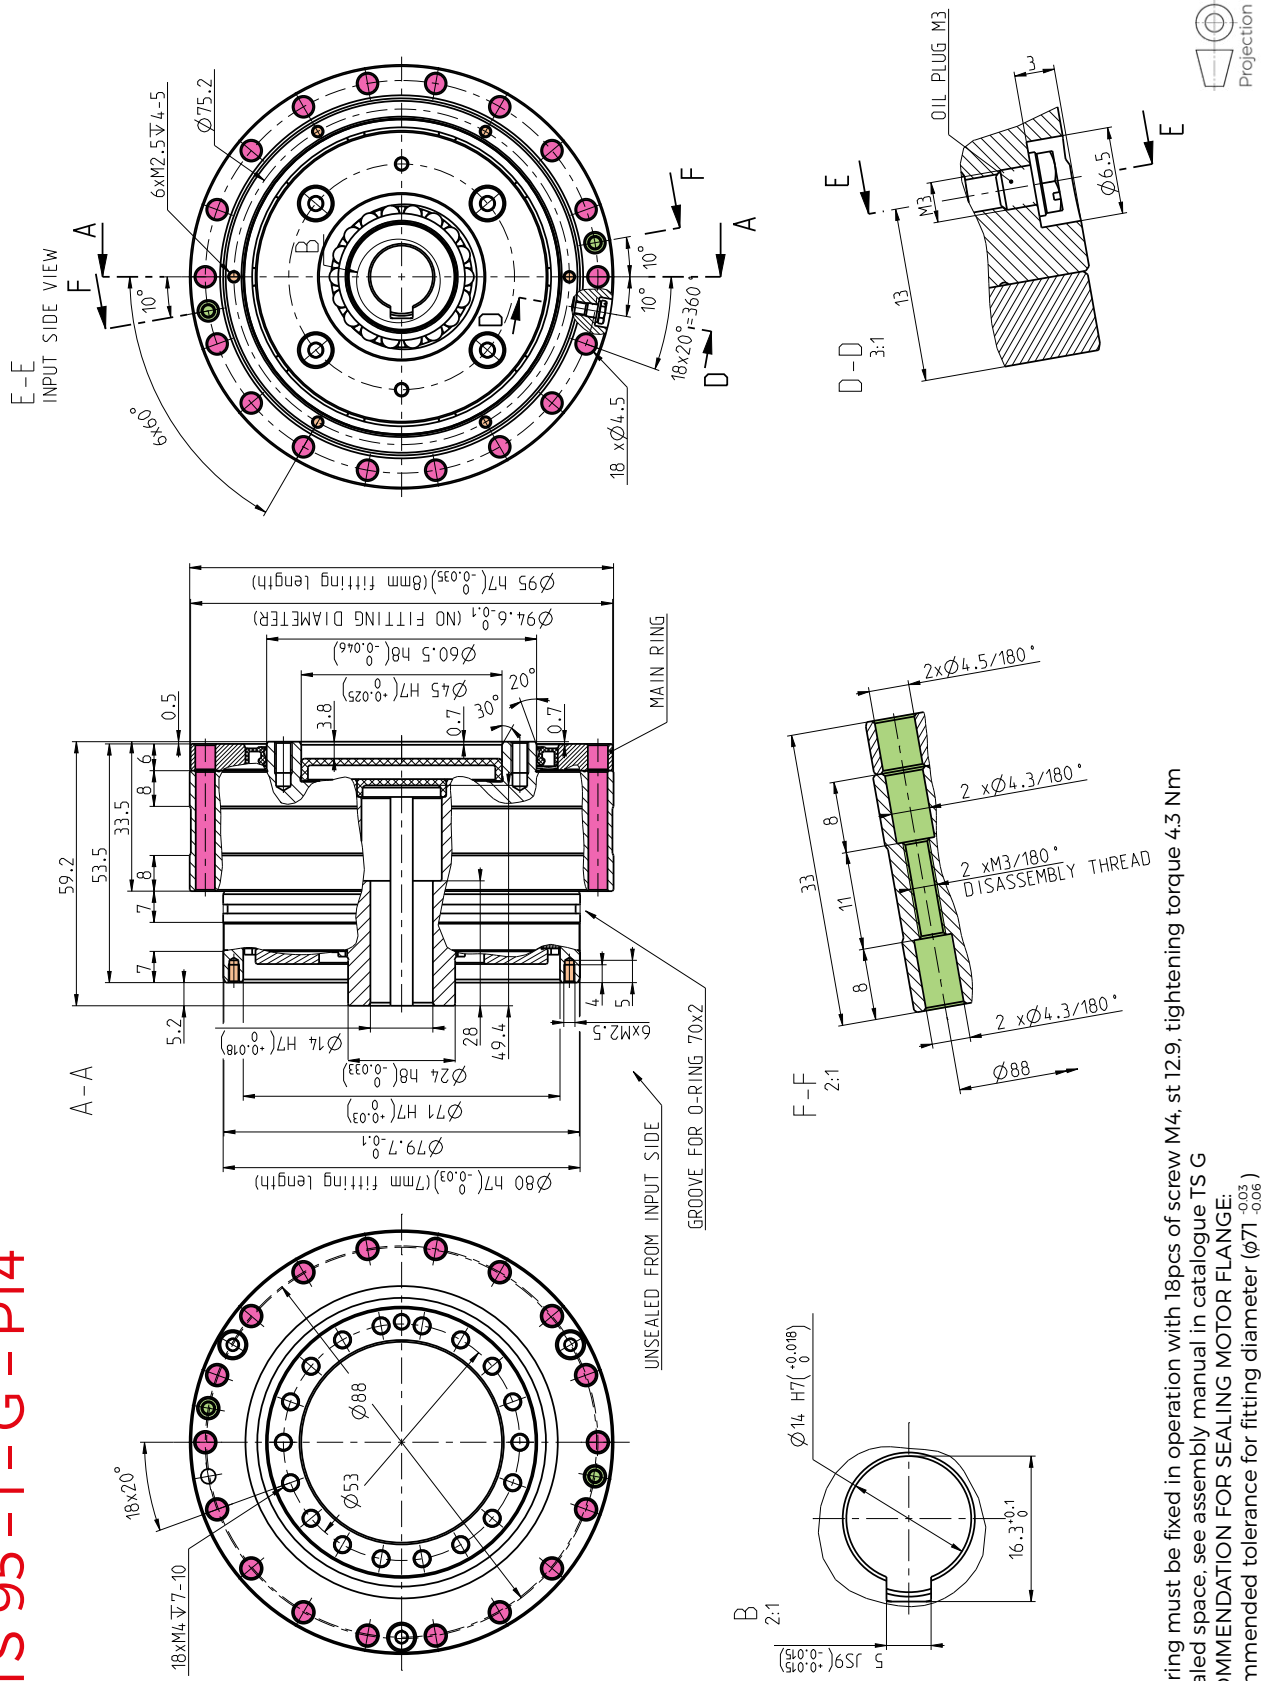 TS 95 - T - G - P14
E-E
INPUT SIDE VIEW
A
F
10°
6x60°
6xM2.5↧4-5
Ø75.2
B
D
F
A
10°
10°
18x20°=360°
D
18 xØ4.5
OIL PLUG M3
3
E
M3
Ø6.5
E
13
D-D
3:1
Projection
A-A
59.2
53.5
33.5
0.5
6
8
8
7
7
5.2
3.8
0.7
30°
20°
0.7
Ø95 h7( 0 -0.035)(8mm fitting length)
Ø94.6 0 -0.1 (NO FITTING DIAMETER)
Ø60.5 h8( 0 -0.046)
Ø45 H7( +0.025 0)
MAIN RING
Ø14 H7( +0.018 0)
Ø24 h8( 0 -0.033)
Ø71 H7( +0.03 0)
Ø79.7 0 -0.1
Ø80 h7( 0 -0.03)(7mm fitting length)
28
49.4
4
5
6xM2.5
UNSEALED FROM INPUT SIDE
GROOVE FOR O-RING 70x2
F-F
2:1
2xØ4.5/180°
2 xØ4.3/180°
2 xM3/180°
DISASSEMBLY THREAD
2 xØ4.3/180°
Ø88
33
8
11
8
18x20°
18xM4↧7-10
Ø53
Ø88
B
2:1
Ø14 H7( +0.018 0)
16.3 +0.1 0
5 JS9( +0.015 -0.015)
ring must be fixed in operation with 18pcs of screw M4, st 12.9, tightening torque 4.3 Nm
aled space, see assembly manual in catalogue TS G
OMMENDATION FOR SEALING MOTOR FLANGE:
mmended tolerance for fitting diameter (ϕ71 -0.03 -0.06 )